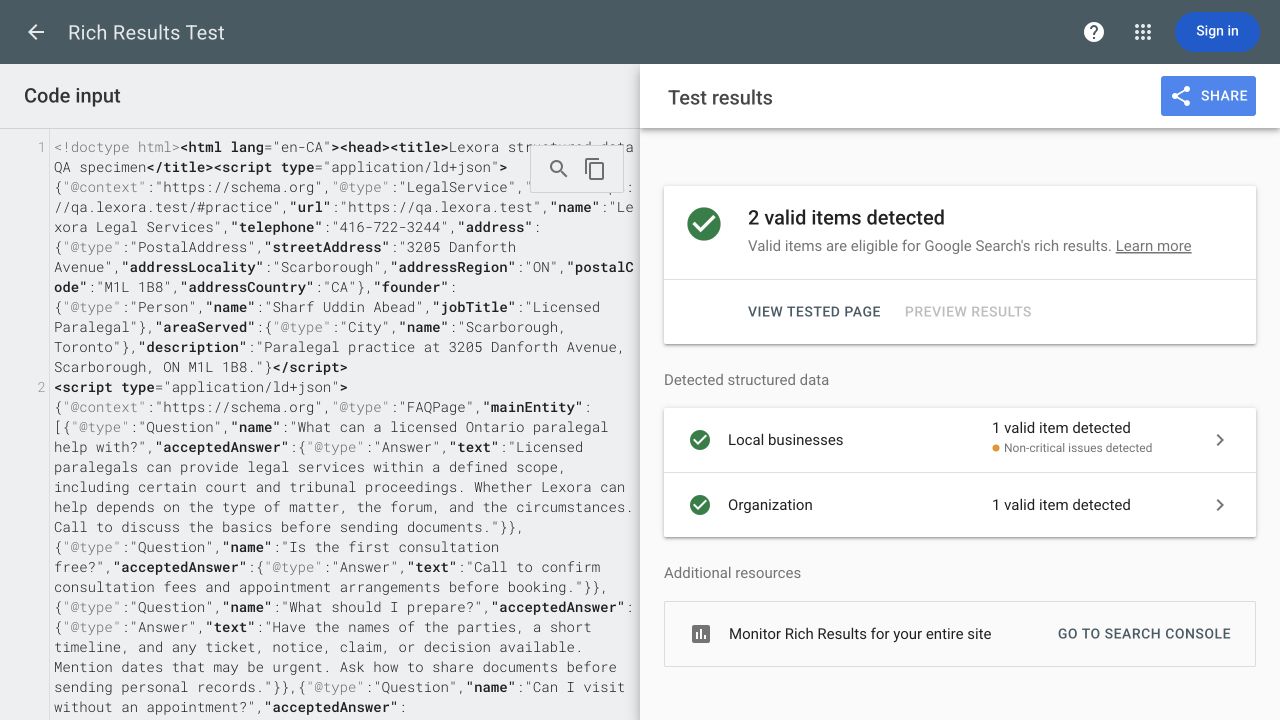 Rich Results Test
Sign in
Code input
1 <!doctype html><html lang="en-CA"><head><title>Lexora structured data
QA specimen</title><script type="application/ld+json">
{"@context":"https://schema.org","@type":"LegalService","
//qa.lexora.test/#practice","url":"https://qa.lexora.test","name":"Le
xora Legal Services","telephone":"416-722-3244","address":
{"@type":"PostalAddress","streetAddress":"3205 Danforth
Avenue","addressLocality":"Scarborough","addressRegion":"ON","postalC
ode":"M1L 1B8","addressCountry":"CA"},"founder":
{"@type":"Person","name":"Sharf Uddin Abead","jobTitle":"Licensed
Paralegal"},"areaServed":{"@type":"City","name":"Scarborough,
Toronto"},"description":"Paralegal practice at 3205 Danforth Avenue,
Scarborough, ON M1L 1B8."}</script>
2 <script type="application/ld+json">
{"@context":"https://schema.org","@type":"FAQPage","mainEntity":
[{"@type":"Question","name":"What can a licensed Ontario paralegal
help with?","acceptedAnswer":{"@type":"Answer","text":"Licensed
paralegals can provide legal services within a defined scope,
including certain court and tribunal proceedings. Whether Lexora can
help depends on the type of matter, the forum, and the circumstances.
Call to discuss the basics before sending documents."}},
{"@type":"Question","name":"Is the first consultation
free?","acceptedAnswer":{"@type":"Answer","text":"Call to confirm
consultation fees and appointment arrangements before booking."}},
{"@type":"Question","name":"What should I prepare?","acceptedAnswer":
{"@type":"Answer","text":"Have the names of the parties, a short
timeline, and any ticket, notice, claim, or decision available.
Mention dates that may be urgent. Ask how to share documents before
sending personal records."}},{"@type":"Question","name":"Can I visit
without an appointment?","acceptedAnswer":
Test results
SHARE
2 valid items detected
Valid items are eligible for Google Search's rich results. Learn more
VIEW TESTED PAGE PREVIEW RESULTS
Detected structured data
Local businesses
1 valid item detected
Non-critical issues detected
Organization
1 valid item detected
Additional resources
Monitor Rich Results for your entire site
GO TO SEARCH CONSOLE